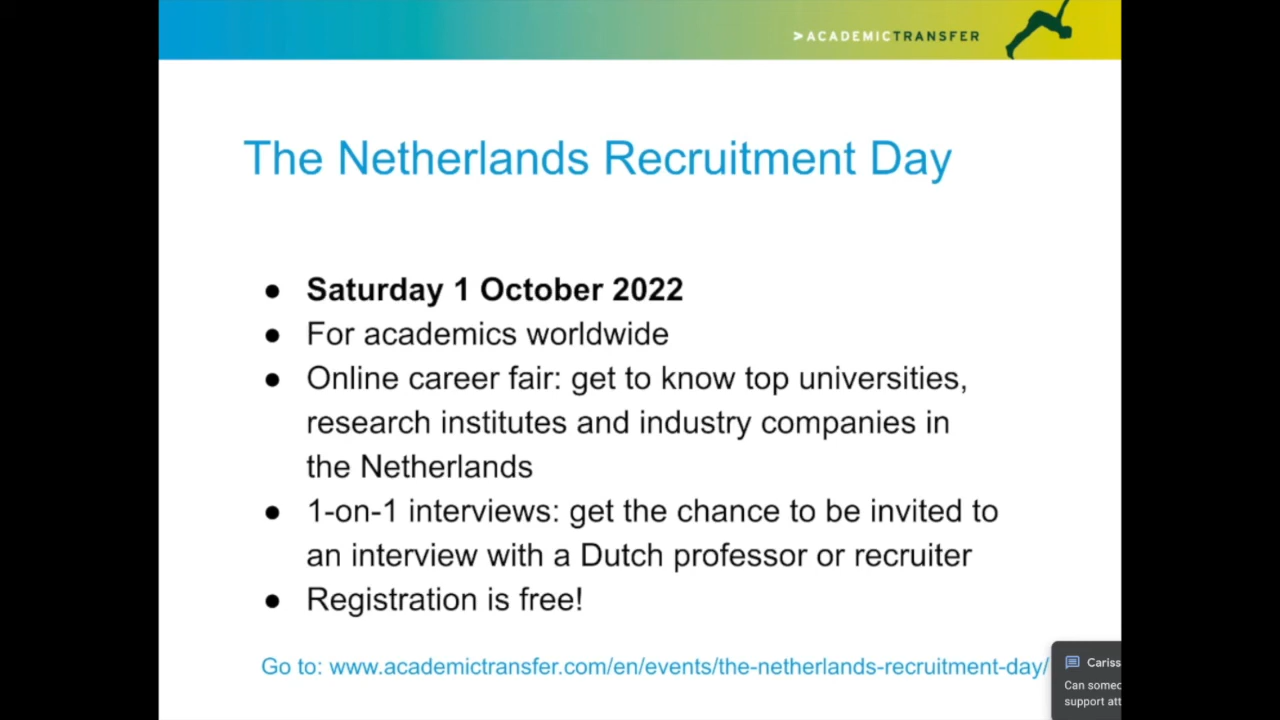 >ACADEMICTRANSFER
The Netherlands Recruitment Day
● Saturday 1 October 2022
● For academics worldwide
● Online career fair: get to know top universities,
research institutes and industry companies in
the Netherlands
● 1-on-1 interviews: get the chance to be invited to
an interview with a Dutch professor or recruiter
● Registration is free!
Go to: www.academictransfer.com/en/events/the-netherlands-recruitment-day/
Can
support